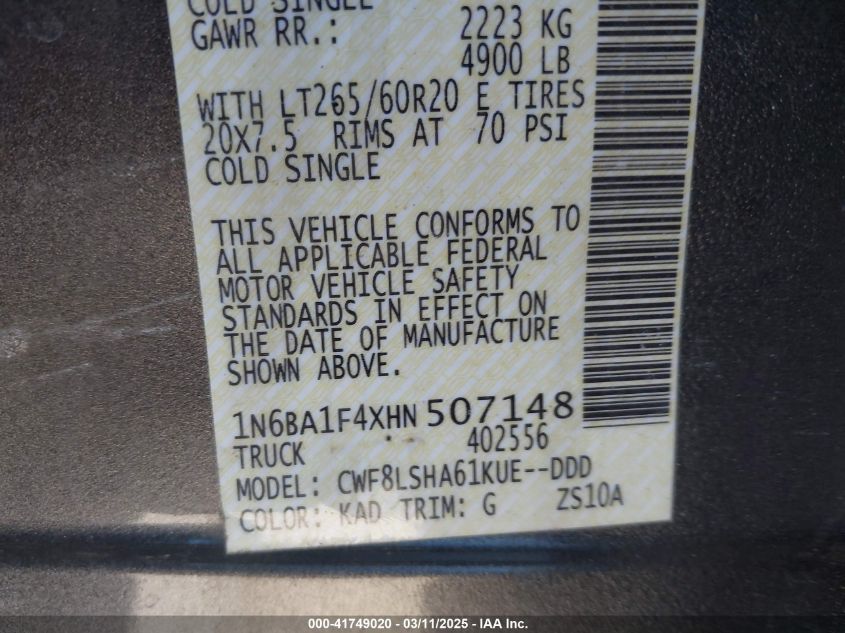 COLD SINGLE
GAWR RR.: 2223 KG
4900 LB
WITH LT265/60R20 E TIRES
20X7.5 RIMS AT 70 PSI
COLD SINGLE
THIS VEHICLE CONFORMS TO
ALL APPLICABLE FEDERAL
MOTOR VEHICLE SAFETY
STANDARDS IN EFFECT ON
THE DATE OF MANUFACTURE
SHOWN ABOVE.
1N6BA1F4XHN 507148
TRUCK 402556
MODEL: CWF8LSHA61KUE--DDD
COLOR: KAD TRIM: G ZS10A
000-41749020 - 03/11/2025 - IAA Inc.